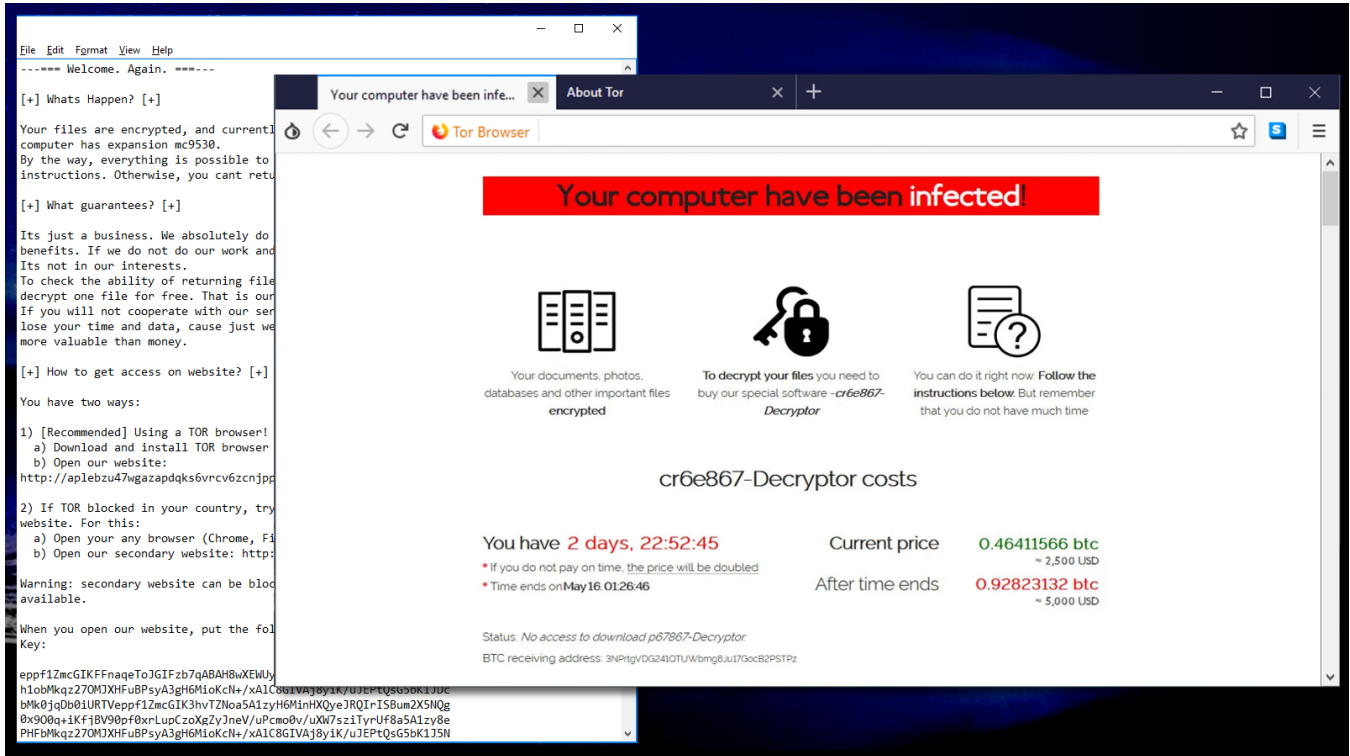 File Edit Format View Help
---=== Welcome. Again. ===---
[+] Whats Happen? [+]
Your files are encrypted, and currentl
computer has expansion mc9530.
By the way, everything is possible to
instructions. Otherwise, you cant retu
[+] What guarantees? [+]
Its just a business. We absolutely do
benefits. If we do not do our work and
Its not in our interests.
To check the ability of returning file
decrypt one file for free. That is our
If you will not cooperate with our ser
lose your time and data, cause just we
more valuable than money.
[+] How to get access on website? [+]
You have two ways:
1) [Recommended] Using a TOR browser!
a) Download and install TOR browser
b) Open our website:
http://aplebzu47wgazapdqks6vrcv6zcnjpp
2) If TOR blocked in your country, try
website. For this:
a) Open your any browser (Chrome, Fi
b) Open our secondary website: http:
Warning: secondary website can be bloc
available.
When you open our website, put the fol
Key:
eppf1ZmcGIKFFnaqeToJGIFzb7qABAH8wXEWUy
h1obMkqz27OMJXHFuBPsyA3gH6MioKcN+/xAlC8GIVAj8yiK/uJEPtQsG5bK1JDc
bMk0jqDb0iURTVeppf1ZmcGIK3hvTZNoa5A1zyH6MinHXQyeJRQIrISBum2X5NQg
0x9O0q+iKfjBV90pf0xrLupCzoXgZyJneV/uPcmo0v/uXW7sziTyrUf8a5A1zy8e
PHFbMkqz27OMJXHFuBPsyA3gH6MioKcN+/xAlC8GIVAj8yiK/uJEPtQsG5bK1J5N
Your computer have been infe...
About Tor
Tor Browser
S
Your computer have been infected!
Your documents, photos,
databases and other important files
encrypted
To decrypt your files you need to
buy our special software -cr6e867-
Decryptor
You can do it right now. Follow the
instructions below. But remember
that you do not have much time
cr6e867-Decryptor costs
You have 2 days, 22:52:45
* If you do not pay on time, the price will be doubled
* Time ends on May 16, 01:26:46
Current price 0.46411566 btc
≈ 2,500 USD
After time ends 0.92823132 btc
≈ 5,000 USD
Status: No access to download p67867-Decryptor.
BTC receiving address: 3NPrtgVDG241QTUWbmg8Ju17GocB2PSTPz